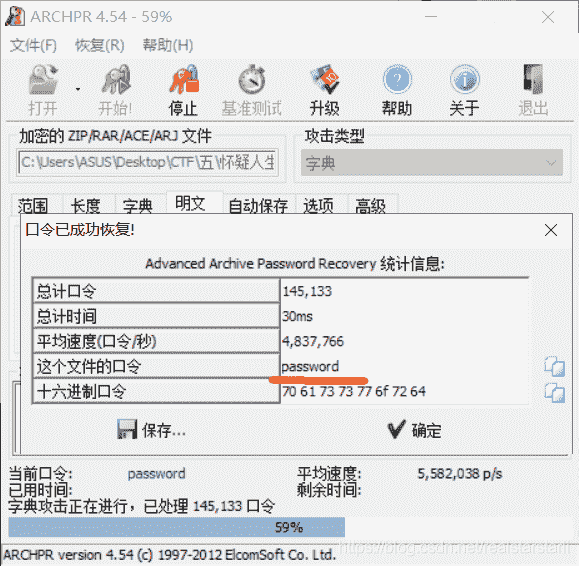 ARCHPR 4.54 - 59%
文件(F) 恢复(R) 帮助(H)
打开 开始! 停止 基准测试 升级 帮助 关于 退出
加密的 ZIP/RAR/ACE/ARJ 文件 攻击类型
C:\Users\ASUS\Desktop\CTF\五\怀疑人生 字典
范围 长度 字典 明文 自动保存 选项 高级
口令已成功恢复!
Advanced Archive Password Recovery 统计信息:
总计口令 145,133
总计时间 30ms
平均速度(口令/秒) 4,837,766
这个文件的口令 password
十六进制口令 70 61 73 73 77 6f 72 64
保存... 确定
当前口令: password 平均速度: 5,582,038 p/s
已用时间: 剩余时间:
字典攻击正在进行，已处理 145,133 口令
59%
ARCHPR version 4.54 (c) 1997-2012 ElcomSoft Co. Ltd.